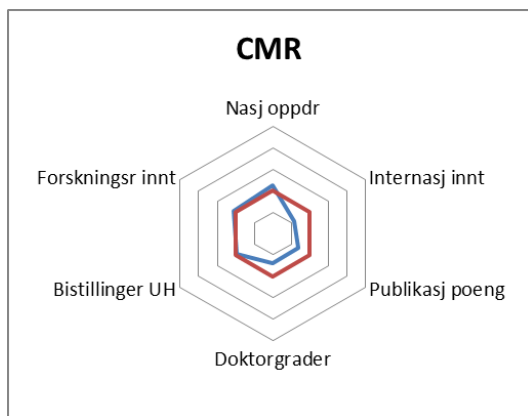 CMR
Nasj oppdr
Forskningsr innt
Internasj innt
Bistillinger UH
Publikasj poeng
Doktorgrader